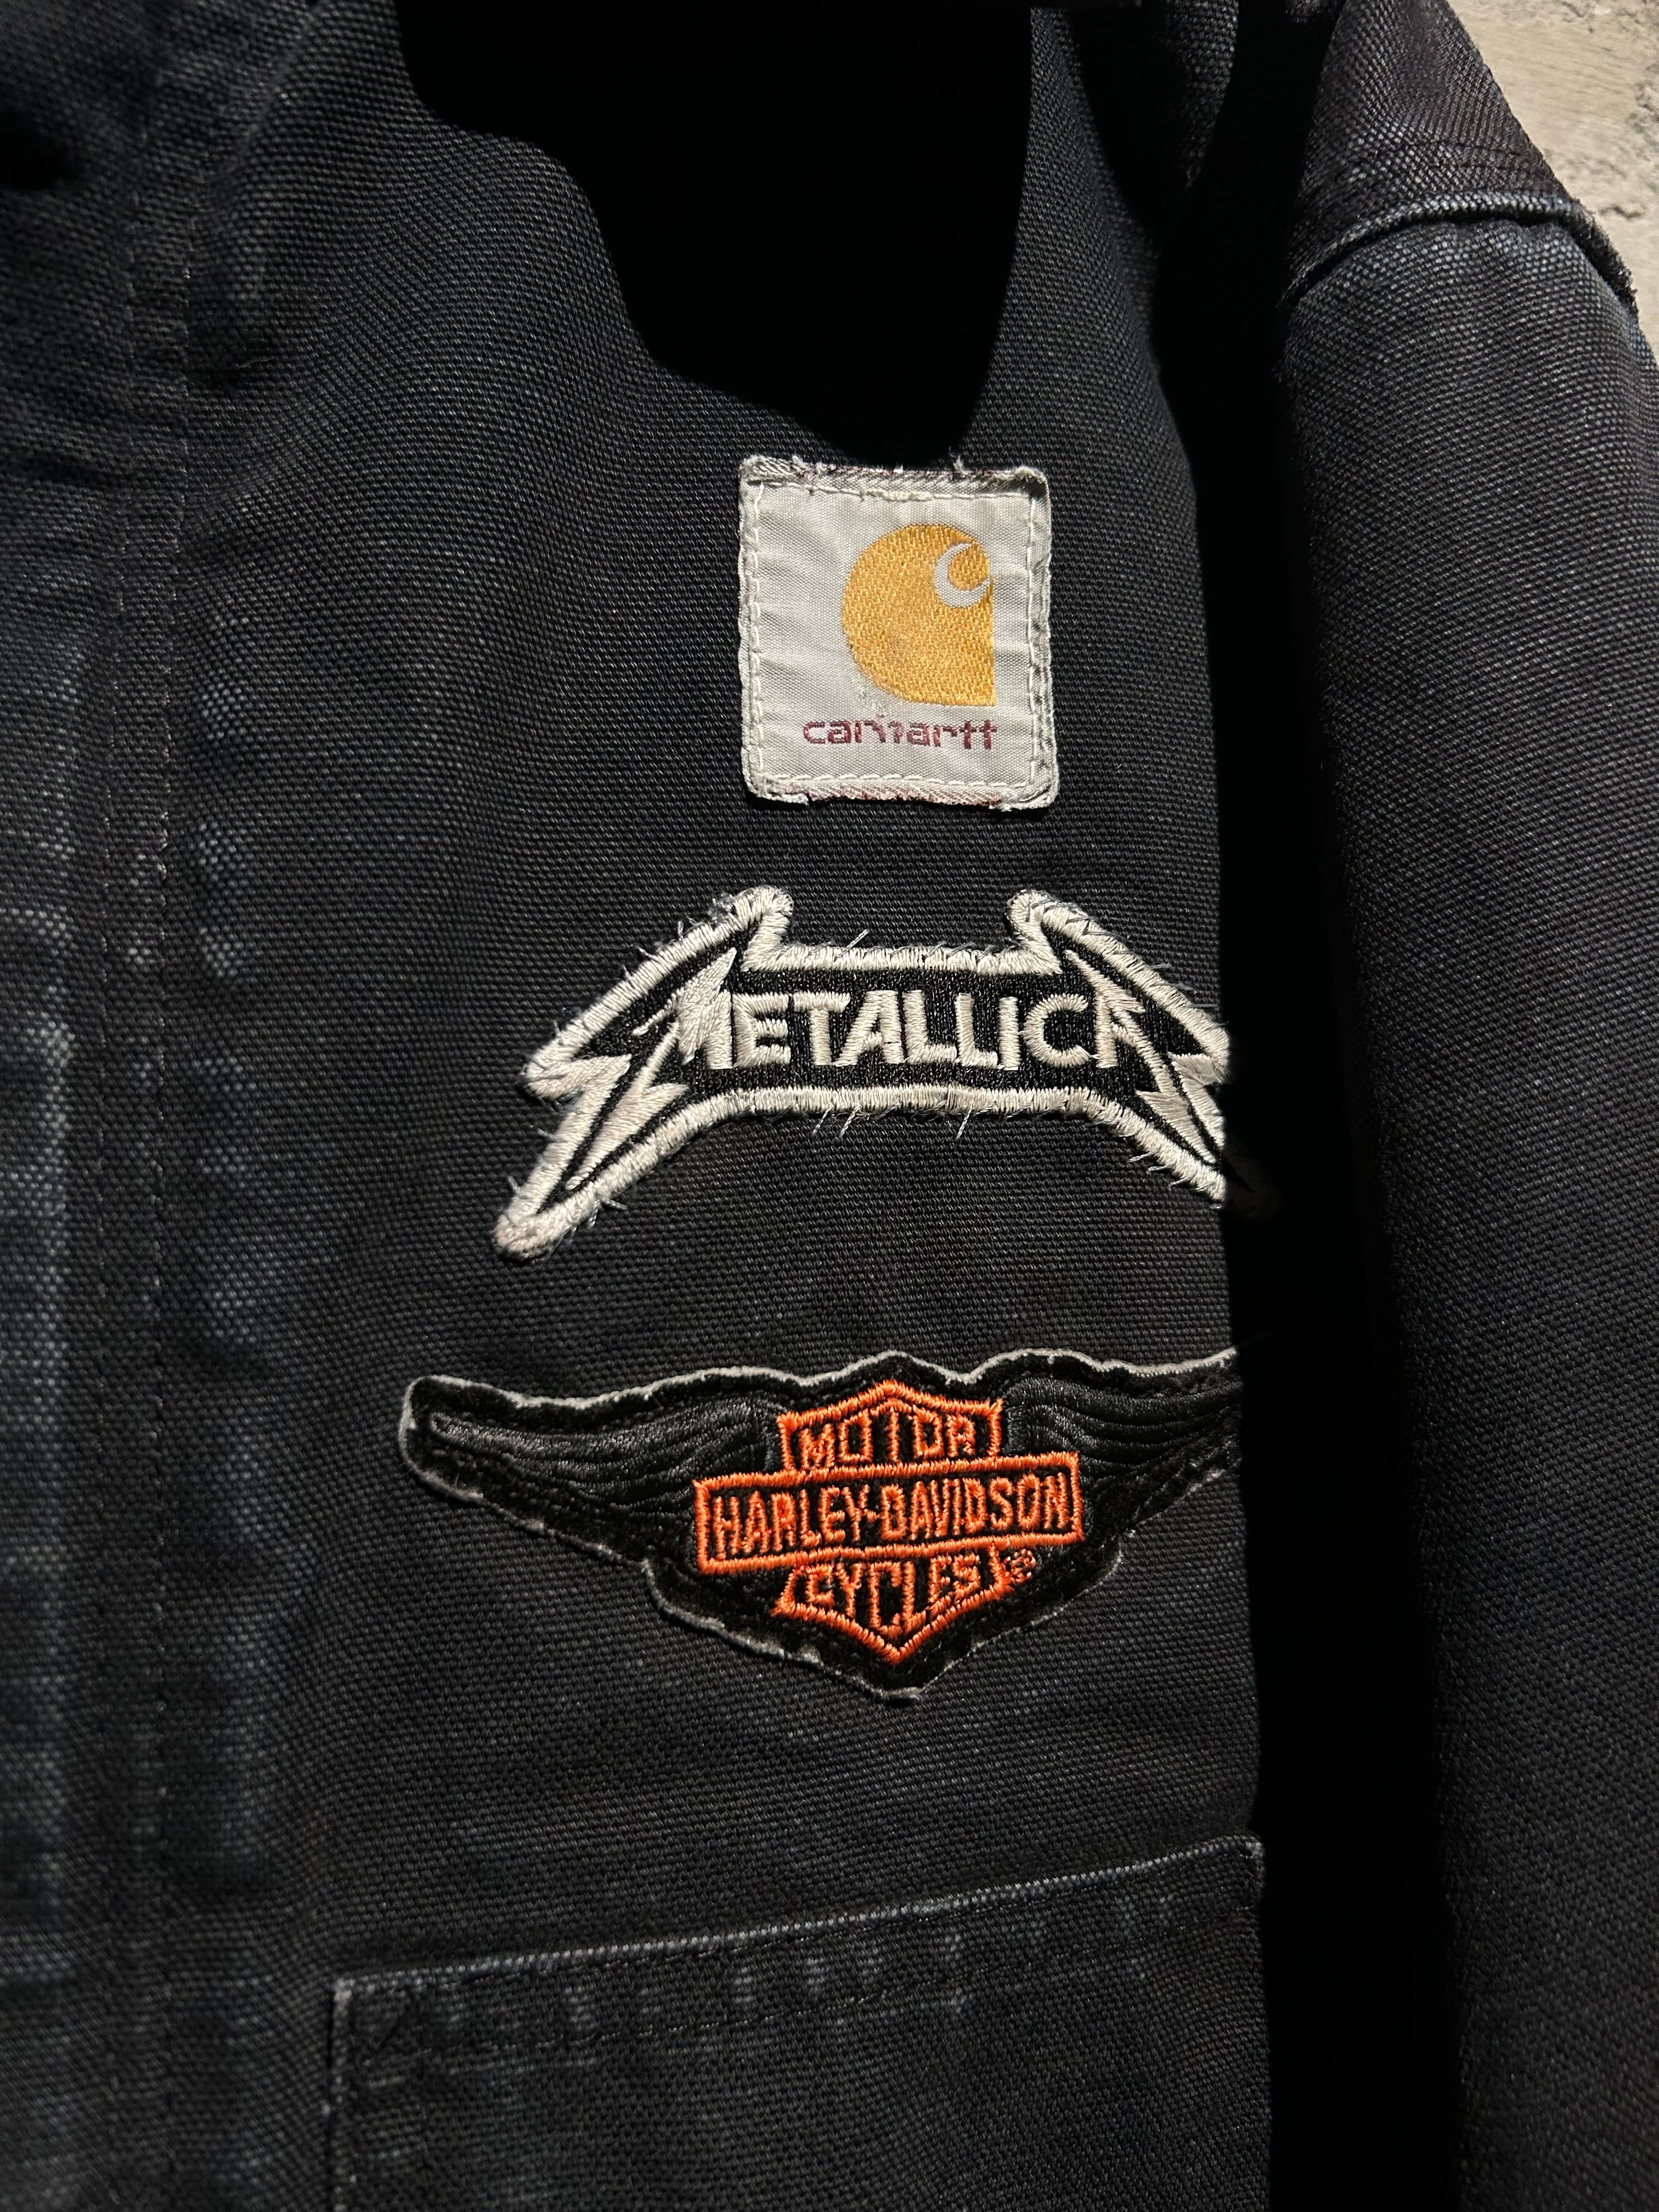 carhartt
METALLICA
MOTOR
HARLEY-DAVIDSON
CYCLES®